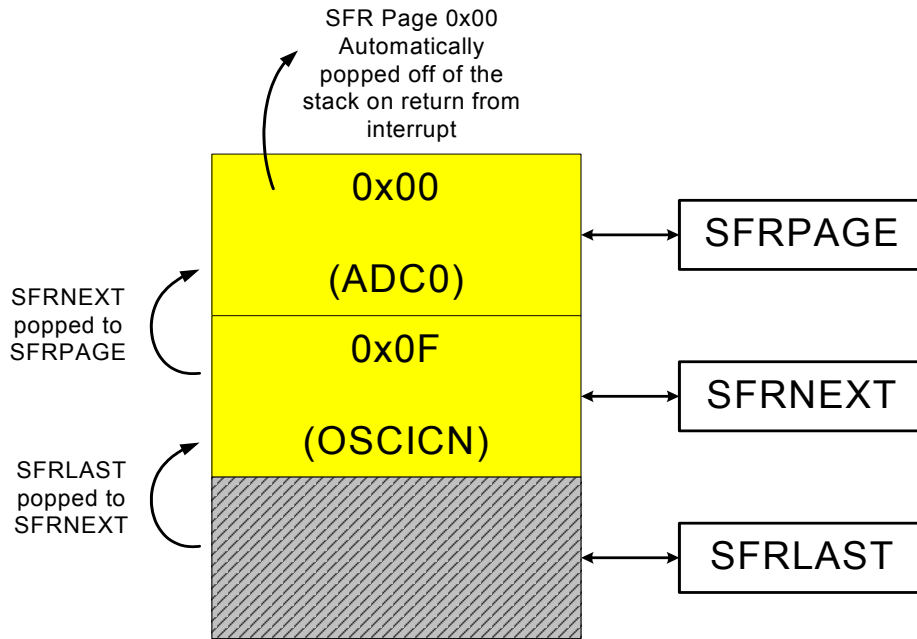 SFR Page 0x00
Automatically
popped off of the
stack on return from
interrupt
0x00
(ADC0)
SFRPAGE
SFRNEXT
popped to
SFRPAGE
0x0F
(OSCICN)
SFRNEXT
SFRLAST
popped to
SFRNEXT
SFRLAST